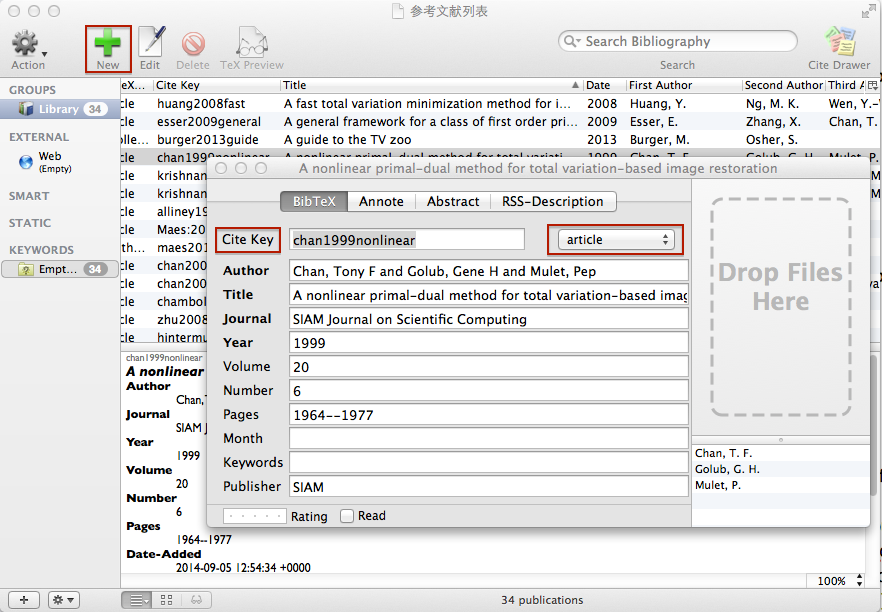 参考文献列表
Action New Edit Delete TeX Preview Search Bibliography Search Cite Drawer
GROUPS
Library 34
EXTERNAL
Web
(Empty)
SMART
STATIC
KEYWORDS
Empt... 34
eX... Cite Key Title Date First Author Second Author Third A
cle huang2008fast A fast total variation minimization method for i... 2008 Huang, Y. Ng, M. K. Wen, Y.-
cle esser2009general A general framework for a class of first order pri... 2009 Esser, E. Zhang, X. Chan, T.
olle... burger2013guide A guide to the TV zoo 2013 Burger, M. Osher, S.
cle chan1999nonlinear A nonlinear primal-dual method for total variati... 1999 Chan, T. F. Golub, G. H. Mulet, P.
cle krishnan
cle krishnan
cle alliney19
cle Maes:20
th... maes201
cle chan200
cle chan200
cle chambol
cle zhu2008
cle hintermu
A nonlinear primal-dual method for total variation-based image restoration
BibTeX Annote Abstract RSS-Description
Cite Key chan1999nonlinear article
Author Chan, Tony F and Golub, Gene H and Mulet, Pep
Title A nonlinear primal-dual method for total variation-based imag
Journal SIAM Journal on Scientific Computing
Year 1999
Volume 20
Number 6
Pages 1964--1977
Month
Keywords
Publisher SIAM
Rating Read
Drop Files
Here
Chan, T. F.
Golub, G. H.
Mulet, P.
chan1999nonlinear
A nonlinear
Author
Chan,
Journal
SIAM J
Year
1999
Volume
20
Number
6
Pages
1964--1977
Date-Added
2014-09-05 12:54:34 +0000
100%
34 publications